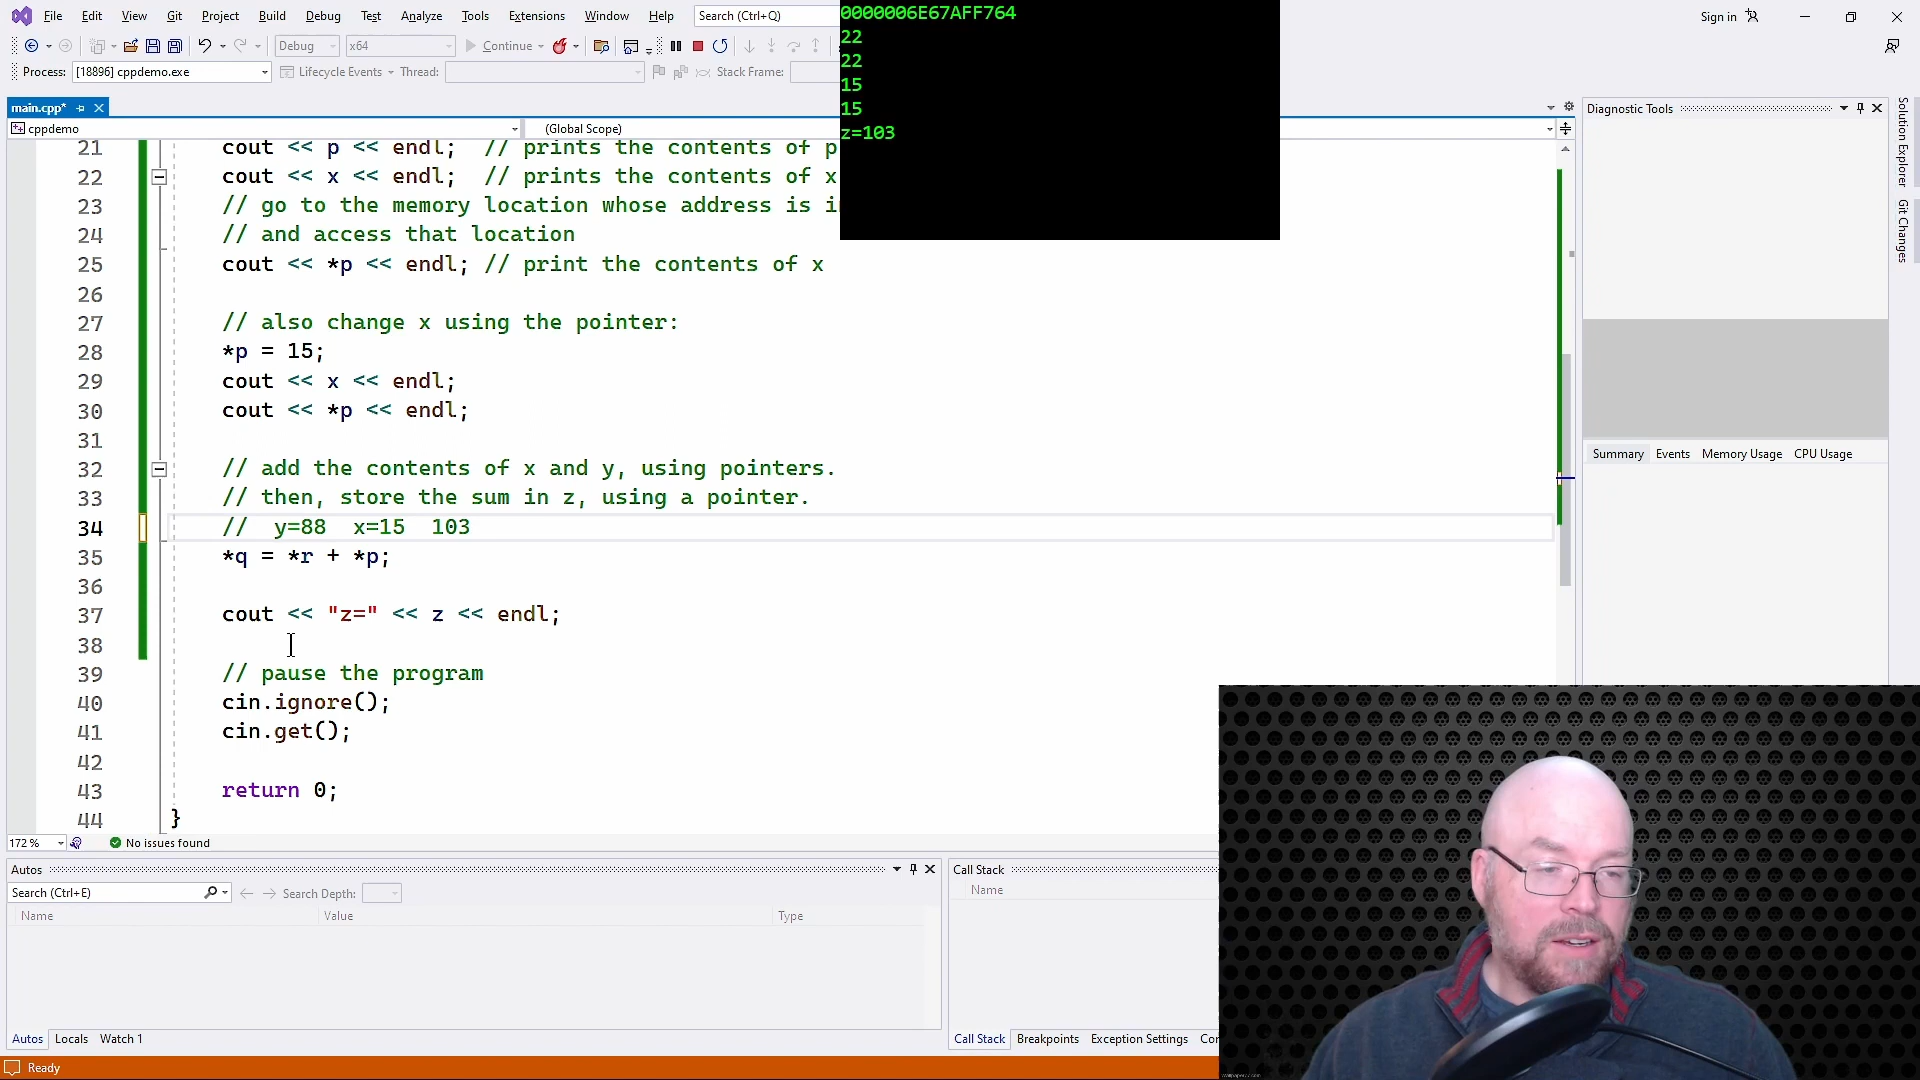 File Edit View Git Project Build Debug Test Analyze Tools Extensions Window Help Search (Ctrl+Q) Sign in
Debug x64 Continue
Process: [18896] cppdemo.exe Lifecycle Events Thread: Stack Frame:
main.cpp*
cppdemo (Global Scope)
0000006E67AFF764
22
22
15
15
z=103
21 cout << p << endl; // prints the contents of p
22 cout << x << endl; // prints the contents of x
23 // go to the memory location whose address is i
24 // and access that location
25 cout << *p << endl; // print the contents of x
26
27 // also change x using the pointer:
28 *p = 15;
29 cout << x << endl;
30 cout << *p << endl;
31
32 // add the contents of x and y, using pointers.
33 // then, store the sum in z, using a pointer.
34 // y=88 x=15 103
35 *q = *r + *p;
36
37 cout << "z=" << z << endl;
38
39 // pause the program
40 cin.ignore();
41 cin.get();
42
43 return 0;
44 }
172 % No issues found
Diagnostic Tools
Summary Events Memory Usage CPU Usage
Solution Explorer
Git Changes
Autos
Search (Ctrl+E) Search Depth:
Name Value Type
Autos Locals Watch 1
Call Stack
Name
Call Stack Breakpoints Exception Settings Co
Ready